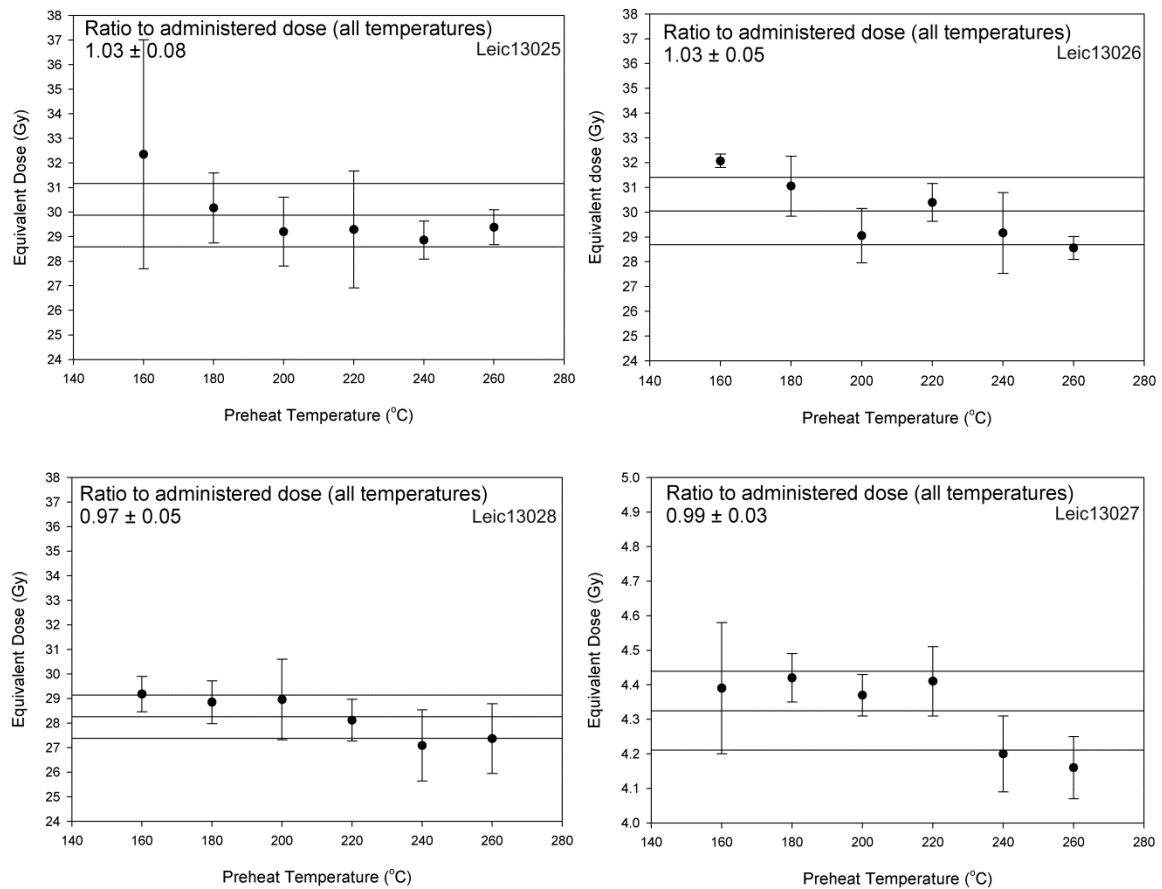 Ratio to administered dose (all temperatures)
1.03 ± 0.08
Leic13025
Equivalent Dose (Gy)
38
37
36
35
34
33
32
31
30
29
28
27
26
25
24
140 160 180 200 220 240 260 280
Preheat Temperature (°C)
Ratio to administered dose (all temperatures)
1.03 ± 0.05
Leic13026
Equivalent dose (Gy)
38
37
36
35
34
33
32
31
30
29
28
27
26
25
24
140 160 180 200 220 240 260 280
Preheat Temperature (°C)
Ratio to administered dose (all temperatures)
0.97 ± 0.05
Leic13028
Equivalent Dose (Gy)
38
37
36
35
34
33
32
31
30
29
28
27
26
25
24
140 160 180 200 220 240 260 280
Preheat Temperature (°C)
Ratio to administered dose (all temperatures)
0.99 ± 0.03
Leic13027
Equivalent Dose (Gy)
5.0
4.9
4.8
4.7
4.6
4.5
4.4
4.3
4.2
4.1
4.0
140 160 180 200 220 240 260 280
Preheat Temperature (°C)